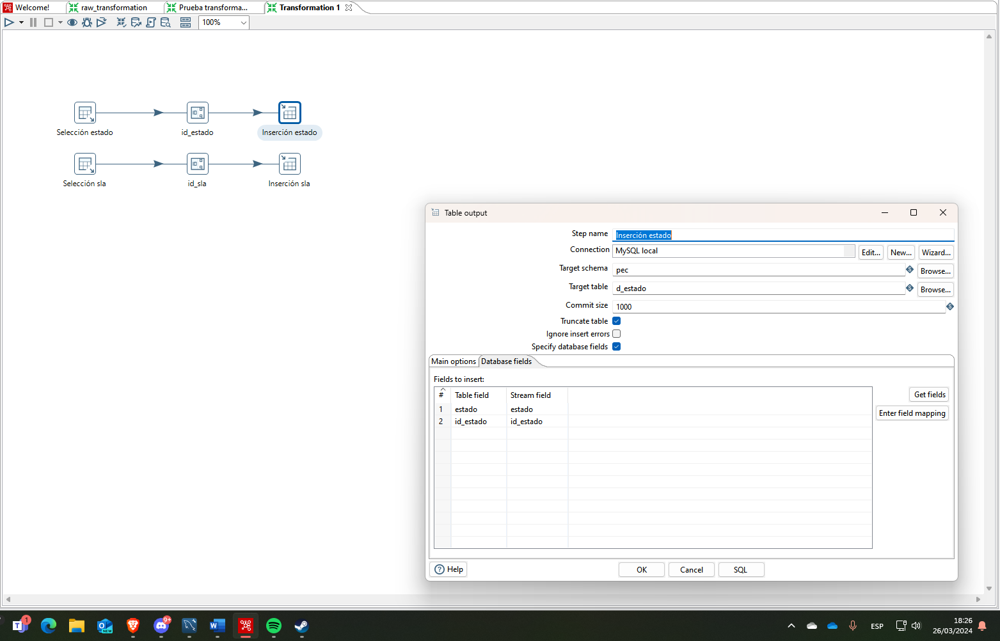 Welcome!
raw_transformation
Prueba transforma...
Transformation 1
100%
Selección estado
id_estado
Inserción estado
Selección sla
id_sla
Inserción sla
Table output
Step name Inserción estado
Connection MySQL local Edit... New... Wizard...
Target schema pec Browse...
Target table d_estado Browse...
Commit size 1000
Truncate table
Ignore insert errors
Specify database fields
Main options Database fields
Fields to insert:
# Table field Stream field
Get fields
1 estado estado
Enter field mapping
2 id_estado id_estado
Help OK Cancel SQL
1
NEW
9+
W
ESP
18:26
26/03/2024